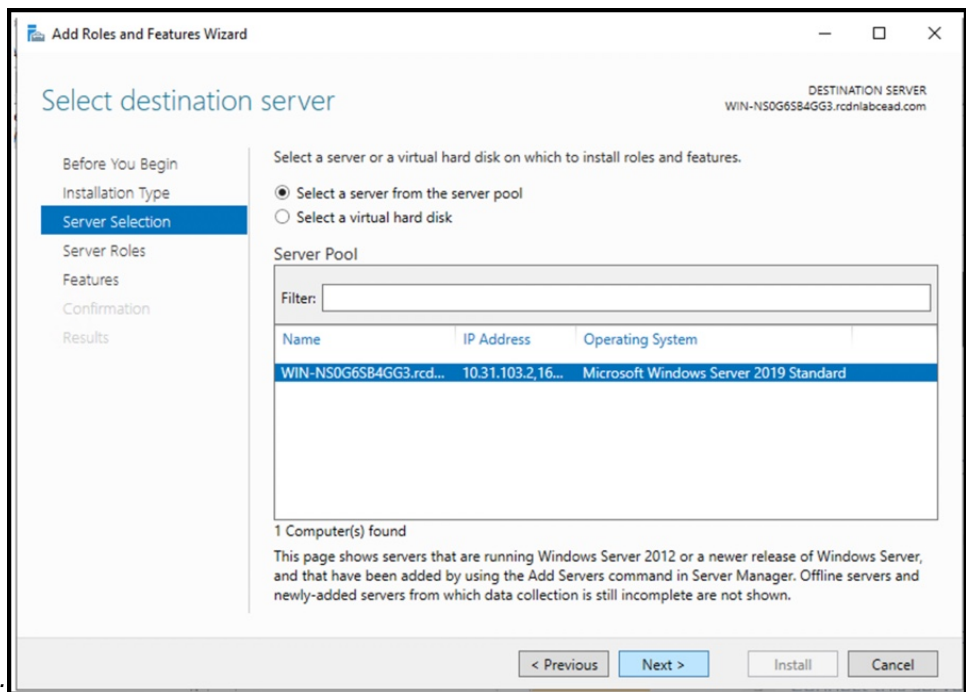 Add Roles and Features Wizard
Select destination server
DESTINATION SERVER
WIN-NS0G6SB4GG3.rcdnlabcead.com
Before You Begin
Installation Type
Server Selection
Server Roles
Features
Confirmation
Results
Select a server or a virtual hard disk on which to install roles and features.
Select a server from the server pool
Select a virtual hard disk
Server Pool
Filter:
Name IP Address Operating System
WIN-NS0G6SB4GG3.rcd... 10.31.103.2,16... Microsoft Windows Server 2019 Standard
1 Computer(s) found
This page shows servers that are running Windows Server 2012 or a newer release of Windows Server,
and that have been added by using the Add Servers command in Server Manager. Offline servers and
newly-added servers from which data collection is still incomplete are not shown.
< Previous Next > Install Cancel